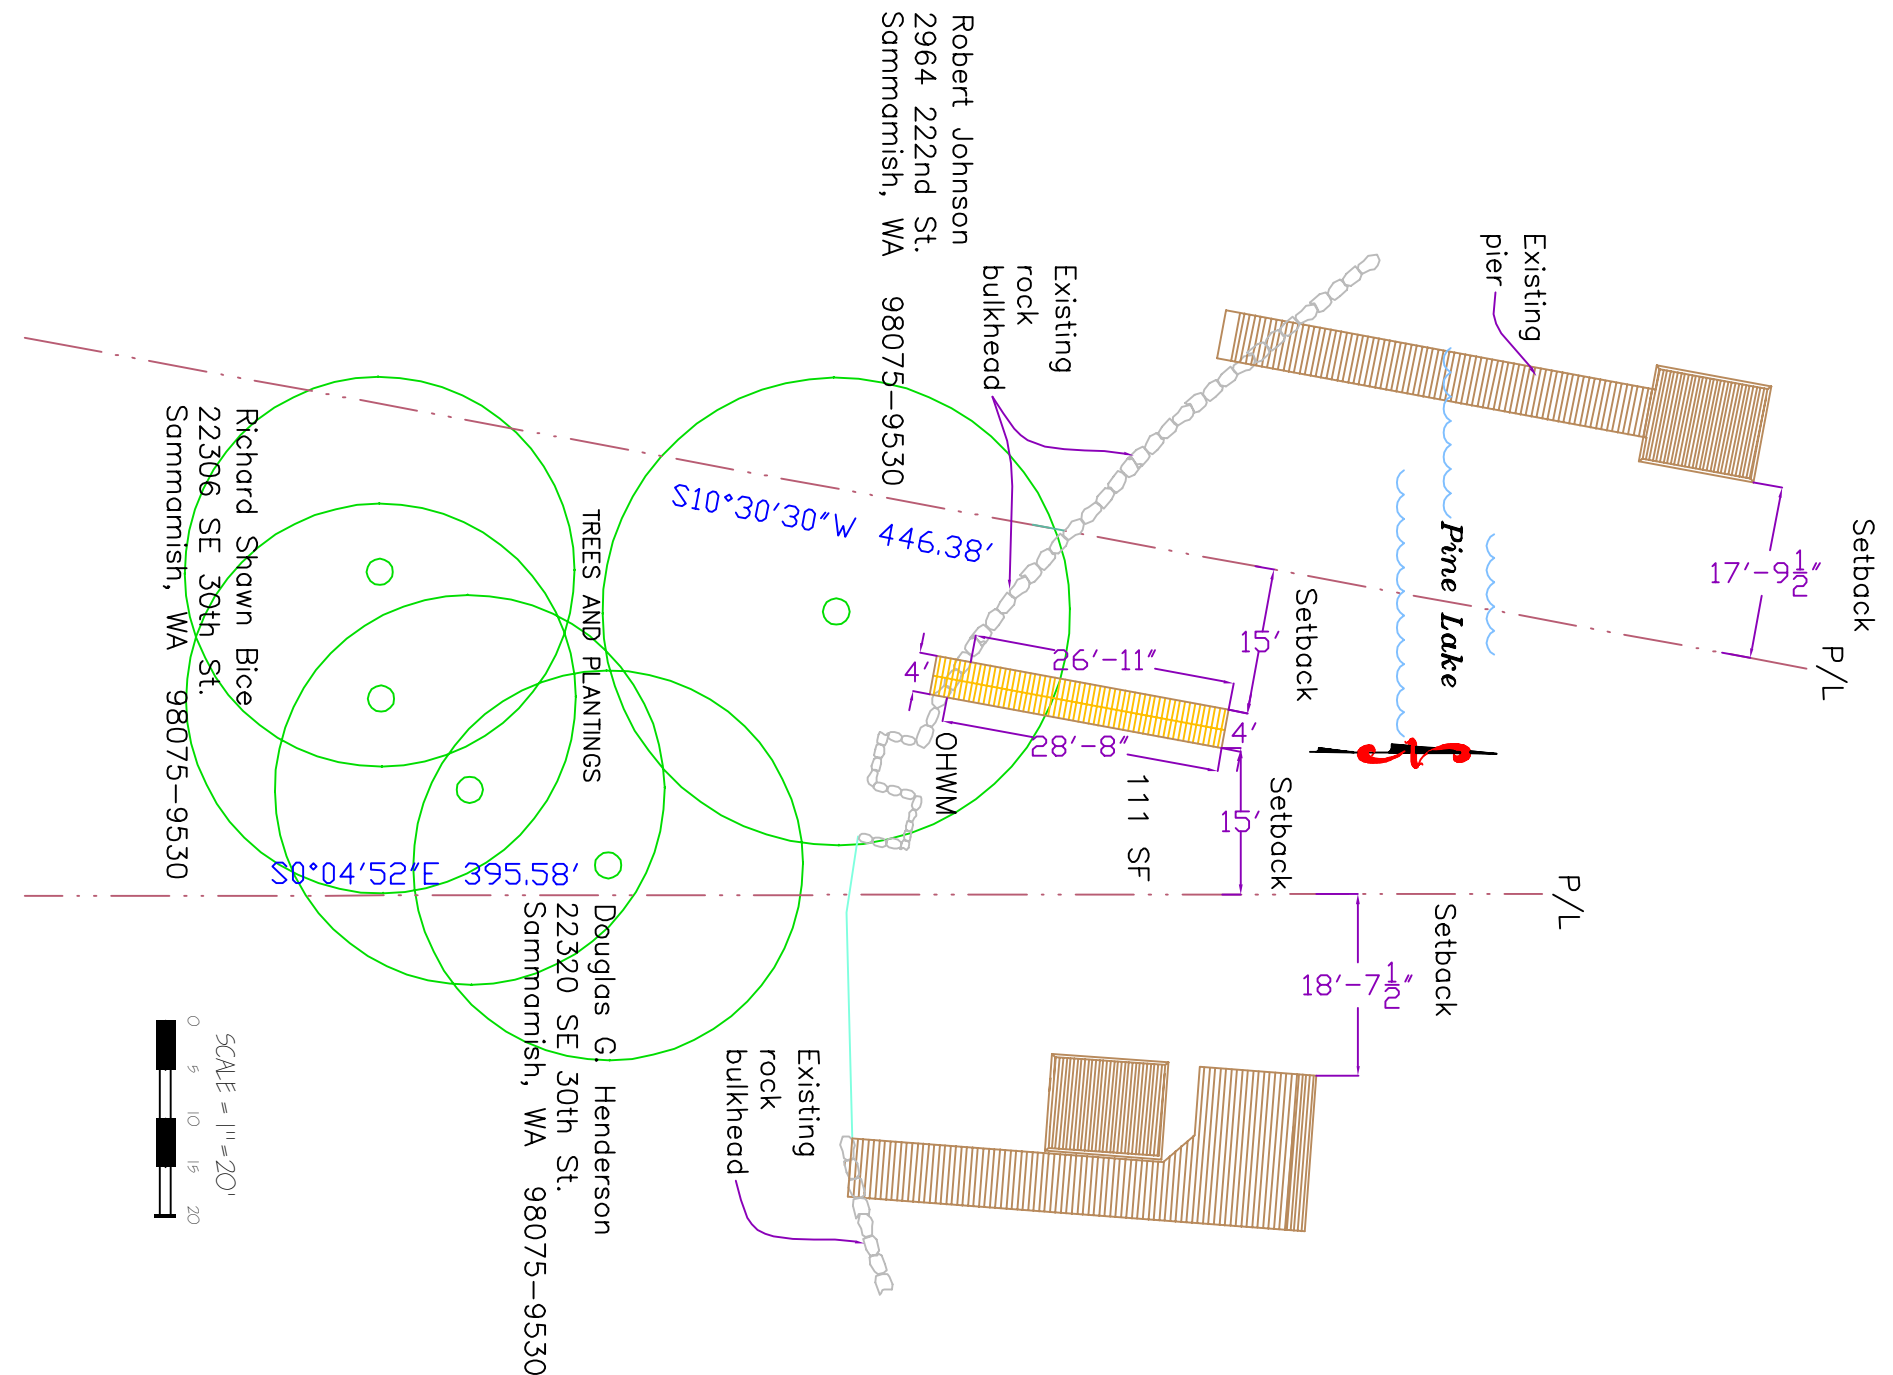 Robert Johnson
2964 222nd St.
Sammamish, WA 98075-9530
Existing
rock
bulkhead
Existing
pier
Setback
17'-9 1/2"
P/L
Pine Lake
Setback
15'
S10°30'30"W 446.38'
26'-11"
4'
4'
28'-8"
OHWM
111 SF
15'
Setback
P/L
Setback
18'-7 1/2"
TREES AND PLANTINGS
Richard Shawn Bice
22306 SE 30th St.
Sammamish, WA 98075-9530
S0°04'52"E 395.58'
Douglas G. Henderson
22320 SE 30th St.
Sammamish, WA 98075-9530
Existing
rock
bulkhead
SCALE = 1"=20'
0 5 10 15 20